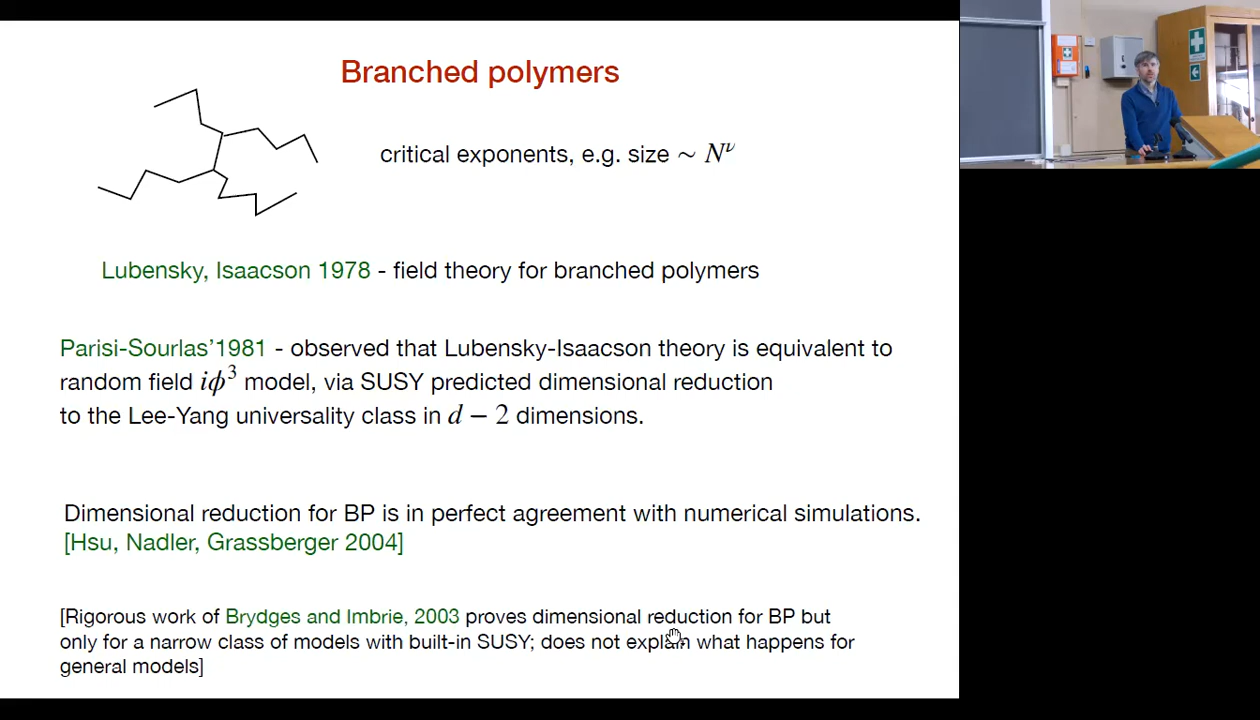 Branched polymers
critical exponents, e.g. size ∼ N^ν
Lubensky, Isaacson 1978 - field theory for branched polymers
Parisi-Sourlas'1981 - observed that Lubensky-Isaacson theory is equivalent to
random field iϕ³ model, via SUSY predicted dimensional reduction
to the Lee-Yang universality class in d − 2 dimensions.
Dimensional reduction for BP is in perfect agreement with numerical simulations.
[Hsu, Nadler, Grassberger 2004]
[Rigorous work of Brydges and Imbrie, 2003 proves dimensional reduction for BP but
only for a narrow class of models with built-in SUSY; does not explain what happens for
general models]